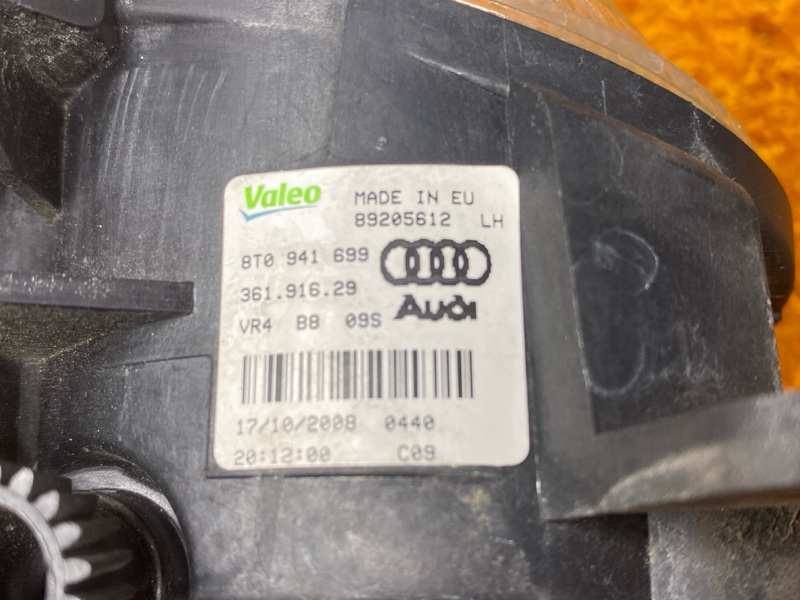 Valeo MADE IN EU
89205612 LH
8T0 941 699
361.916.29
Audi
VR4 B8 09S
17/10/2008 0440
20:12:00 C09